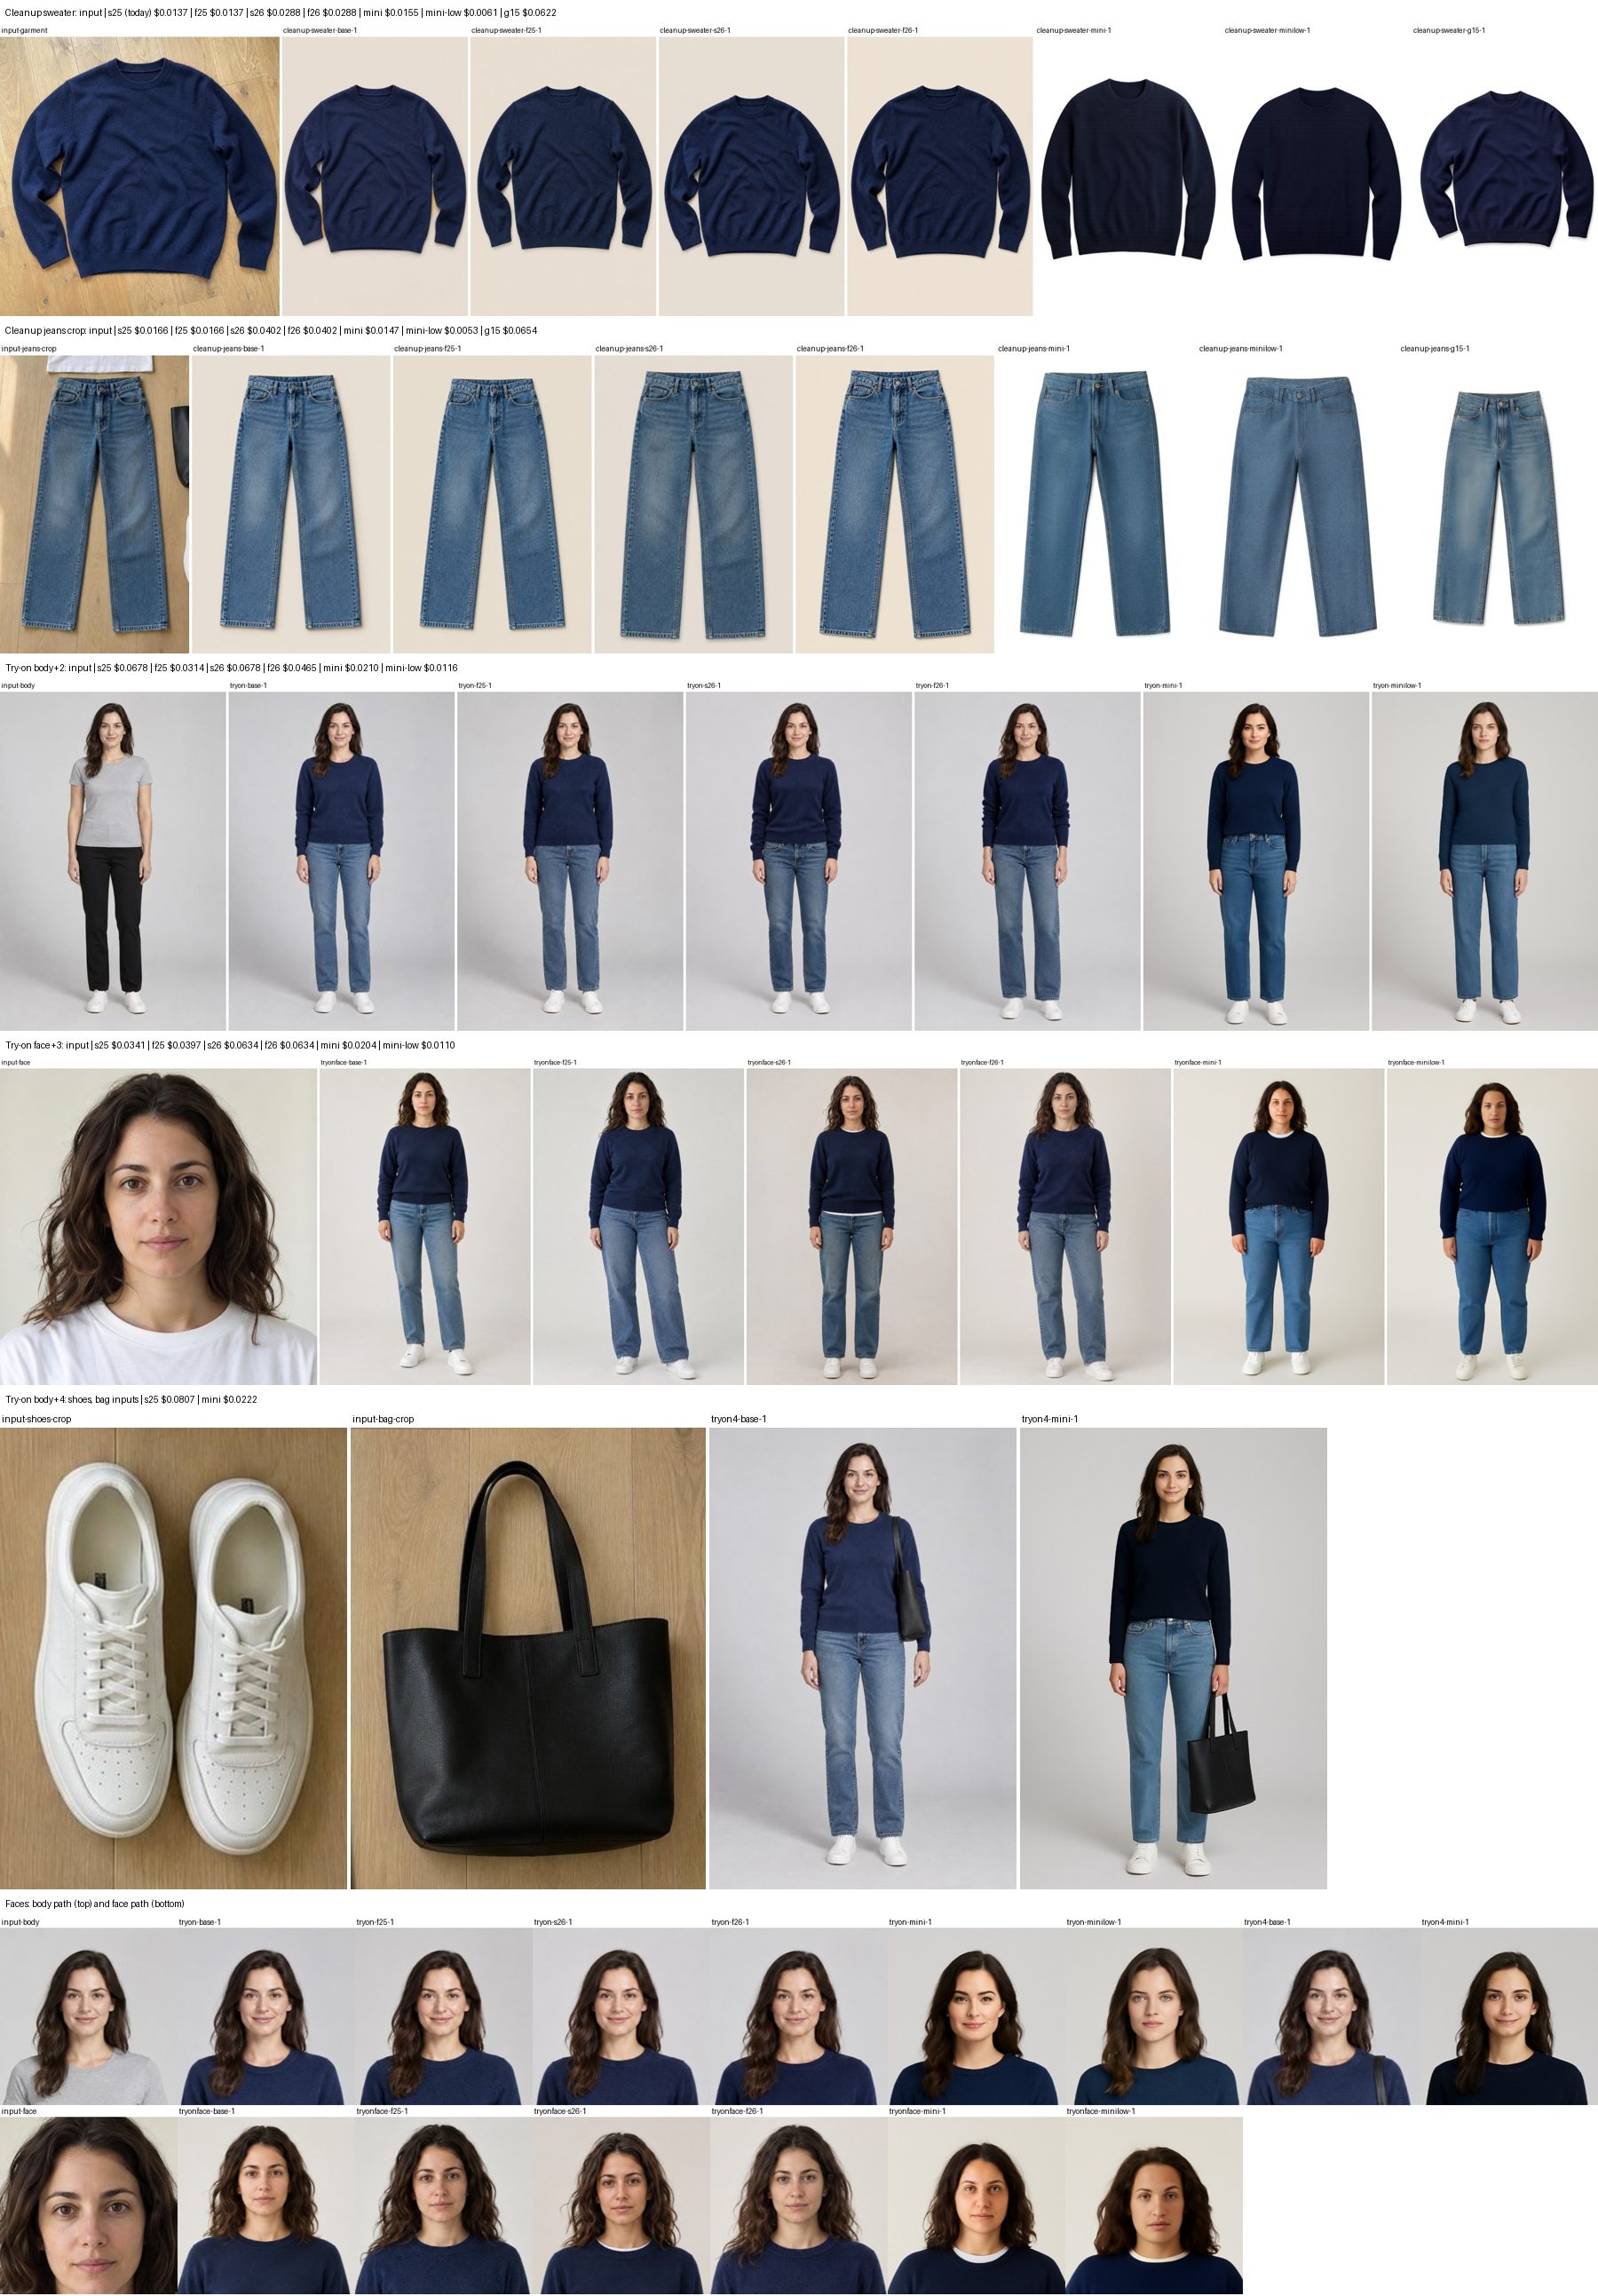 Cleanup sweater: input | s25 (today) $0.0137 | f25 $0.0137 | s26 $0.0288 | f26 $0.0288 | mini $0.0155 | mini-low $0.0061 | g15 $0.0622
input-garment cleanup-sweater-base-1 cleanup-sweater-f25-1 cleanup-sweater-s26-1 cleanup-sweater-f26-1 cleanup-sweater-mini-1 cleanup-sweater-minilow-1 cleanup-sweater-g15-1
Cleanup jeans crop: input | s25 $0.0166 | f25 $0.0166 | s26 $0.0402 | f26 $0.0402 | mini $0.0147 | mini-low $0.0053 | g15 $0.0654
input-jeans-crop cleanup-jeans-base-1 cleanup-jeans-f25-1 cleanup-jeans-s26-1 cleanup-jeans-f26-1 cleanup-jeans-mini-1 cleanup-jeans-minilow-1 cleanup-jeans-g15-1
Try-on body+2: input | s25 $0.0678 | f25 $0.0314 | s26 $0.0678 | f26 $0.0465 | mini $0.0210 | mini-low $0.0116
input-body tryon-base-1 tryon-f25-1 tryon-s26-1 tryon-f26-1 tryon-mini-1 tryon-minilow-1
Try-on face+3: input | s25 $0.0341 | f25 $0.0397 | s26 $0.0634 | f26 $0.0634 | mini $0.0204 | mini-low $0.0110
input-face tryonface-base-1 tryonface-f25-1 tryonface-s26-1 tryonface-f26-1 tryonface-mini-1 tryonface-minilow-1
Try-on body+4: shoes, bag inputs | s25 $0.0807 | mini $0.0222
input-shoes-crop input-bag-crop tryon4-base-1 tryon4-mini-1
Faces: body path (top) and face path (bottom)
input-body tryon-base-1 tryon-f25-1 tryon-s26-1 tryon-f26-1 tryon-mini-1 tryon-minilow-1 tryon4-base-1 tryon4-mini-1
input-face tryonface-base-1 tryonface-f25-1 tryonface-s26-1 tryonface-f26-1 tryonface-mini-1 tryonface-minilow-1